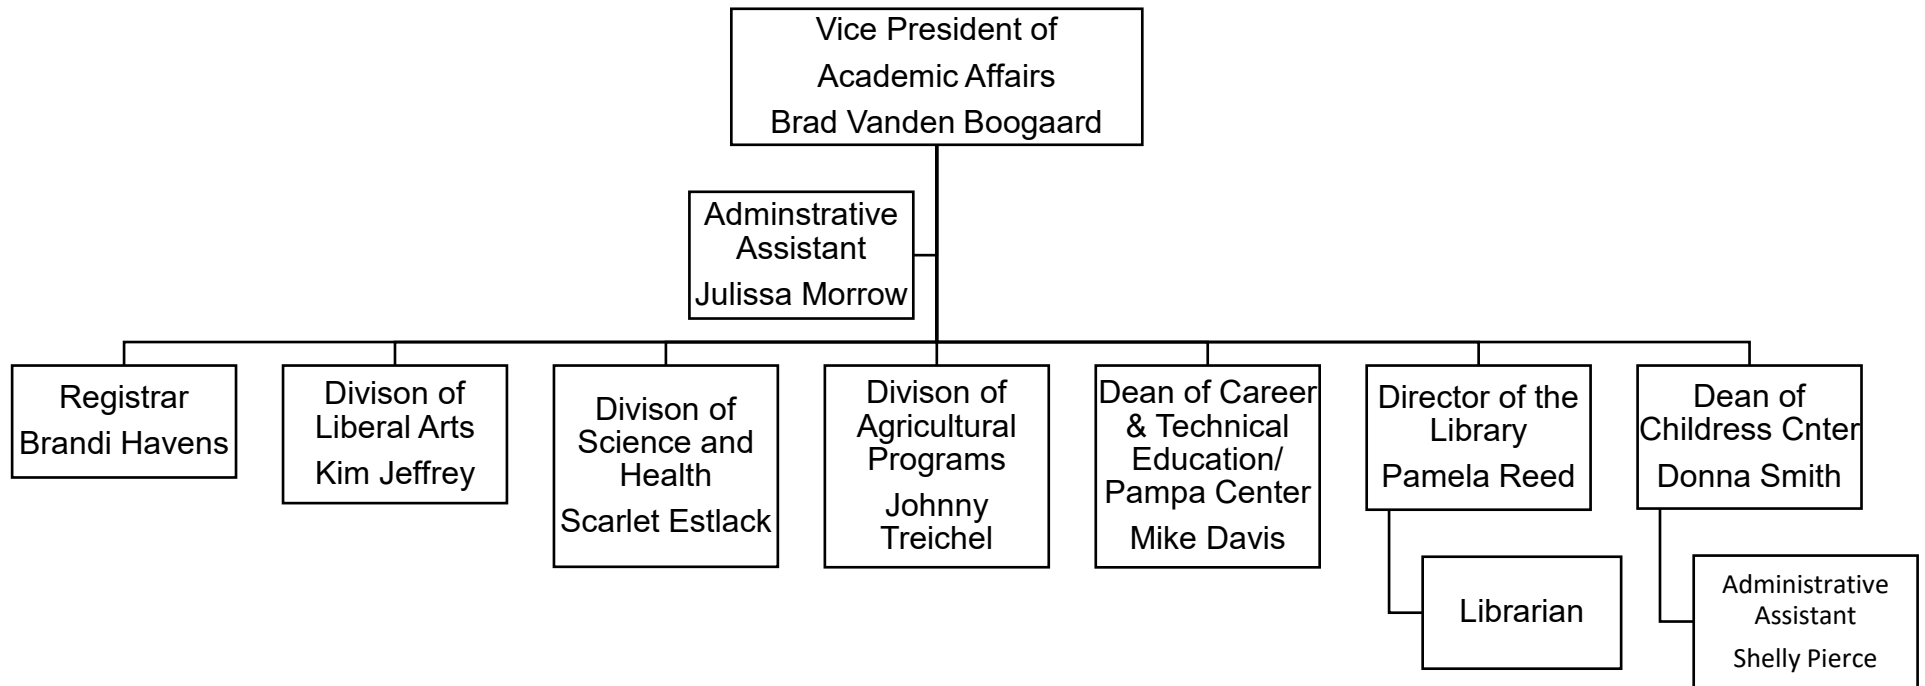 Vice President of
Academic Affairs
Brad Vanden Boogaard
Adminstrative
Assistant
Julissa Morrow
Registrar
Brandi Havens
Divison of
Liberal Arts
Kim Jeffrey
Divison of
Science and
Health
Scarlet Estlack
Divison of
Agricultural
Programs
Johnny
Treichel
Dean of Career
& Technical
Education/
Pampa Center
Mike Davis
Director of the
Library
Pamela Reed
Dean of
Childress Cnter
Donna Smith
Librarian
Administrative
Assistant
Shelly Pierce